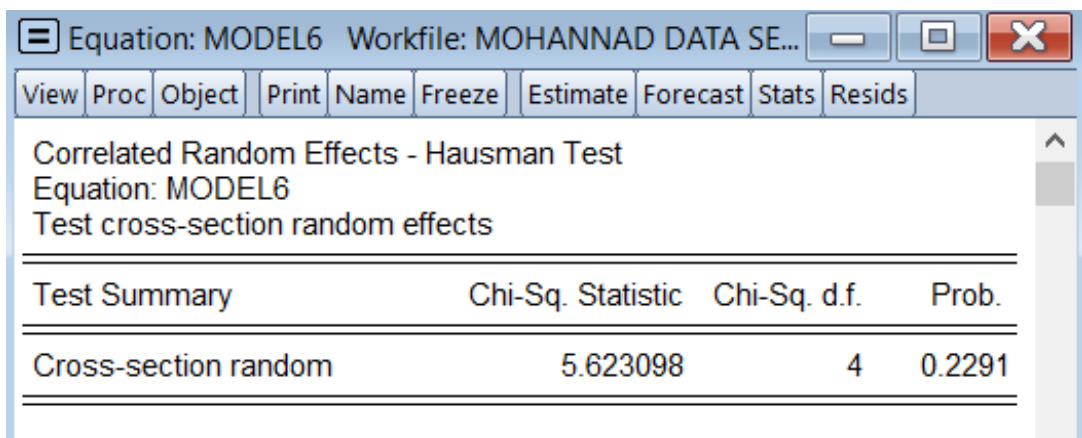 Equation: MODEL6 Workfile: MOHANNAD DATA SE...
View Proc Object Print Name Freeze Estimate Forecast Stats Resids
Correlated Random Effects - Hausman Test
Equation: MODEL6
Test cross-section random effects
Test Summary Chi-Sq. Statistic Chi-Sq. d.f. Prob.
Cross-section random 5.623098 4 0.2291